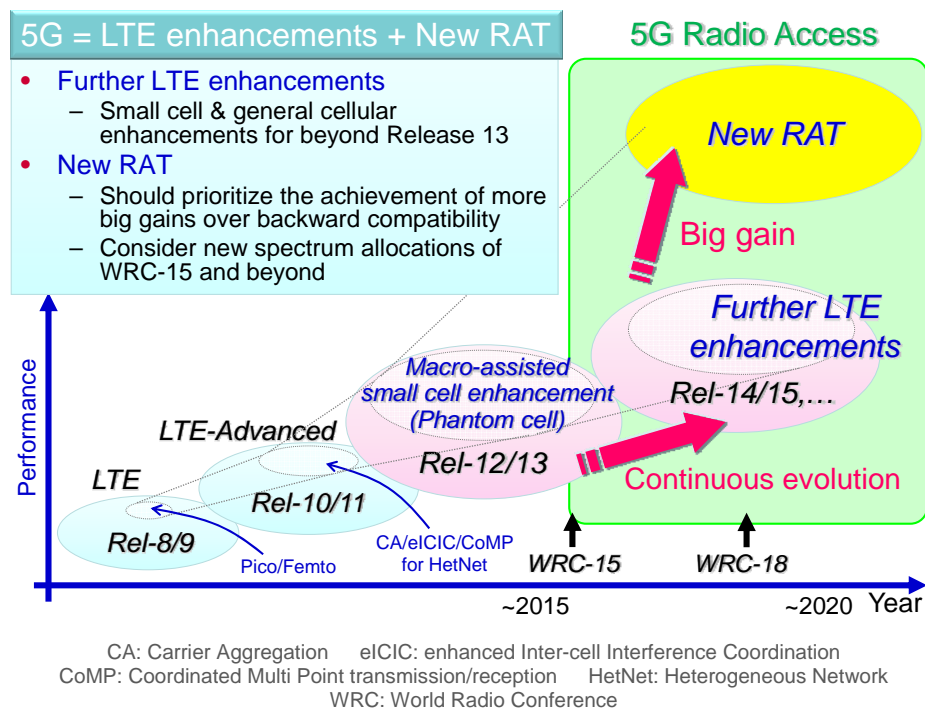 5G = LTE enhancements + New RAT
• Further LTE enhancements
– Small cell & general cellular
enhancements for beyond Release 13
• New RAT
– Should prioritize the achievement of more
big gains over backward compatibility
– Consider new spectrum allocations of
WRC-15 and beyond
5G Radio Access
New RAT
Big gain
Further LTE
enhancements
Rel-14/15,...
Continuous evolution
Macro-assisted
small cell enhancement
(Phantom cell)
Rel-12/13
LTE-Advanced
Rel-10/11
LTE
Rel-8/9
Pico/Femto
CA/eICIC/CoMP
for HetNet
WRC-15
WRC-18
Performance
~2015
~2020
Year
CA: Carrier Aggregation eICIC: enhanced Inter-cell Interference Coordination
CoMP: Coordinated Multi Point transmission/reception HetNet: Heterogeneous Network
WRC: World Radio Conference